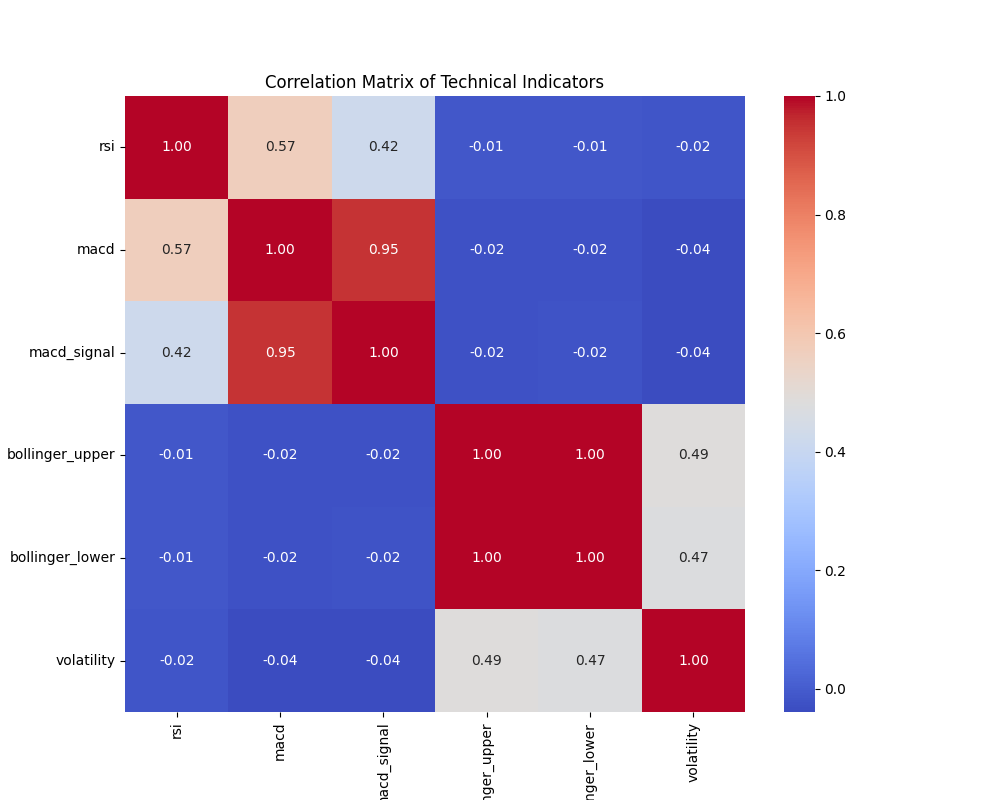 Correlation Matrix of Technical Indicators
rsi 1.00 0.57 0.42 -0.01 -0.01 -0.02
macd 0.57 1.00 0.95 -0.02 -0.02 -0.04
macd_signal 0.42 0.95 1.00 -0.02 -0.02 -0.04
bollinger_upper -0.01 -0.02 -0.02 1.00 1.00 0.49
bollinger_lower -0.01 -0.02 -0.02 1.00 1.00 0.47
volatility -0.02 -0.04 -0.04 0.49 0.47 1.00
rsi
macd
macd_signal
nger_upper
nger_lower
volatility
1.0
0.8
0.6
0.4
0.2
0.0